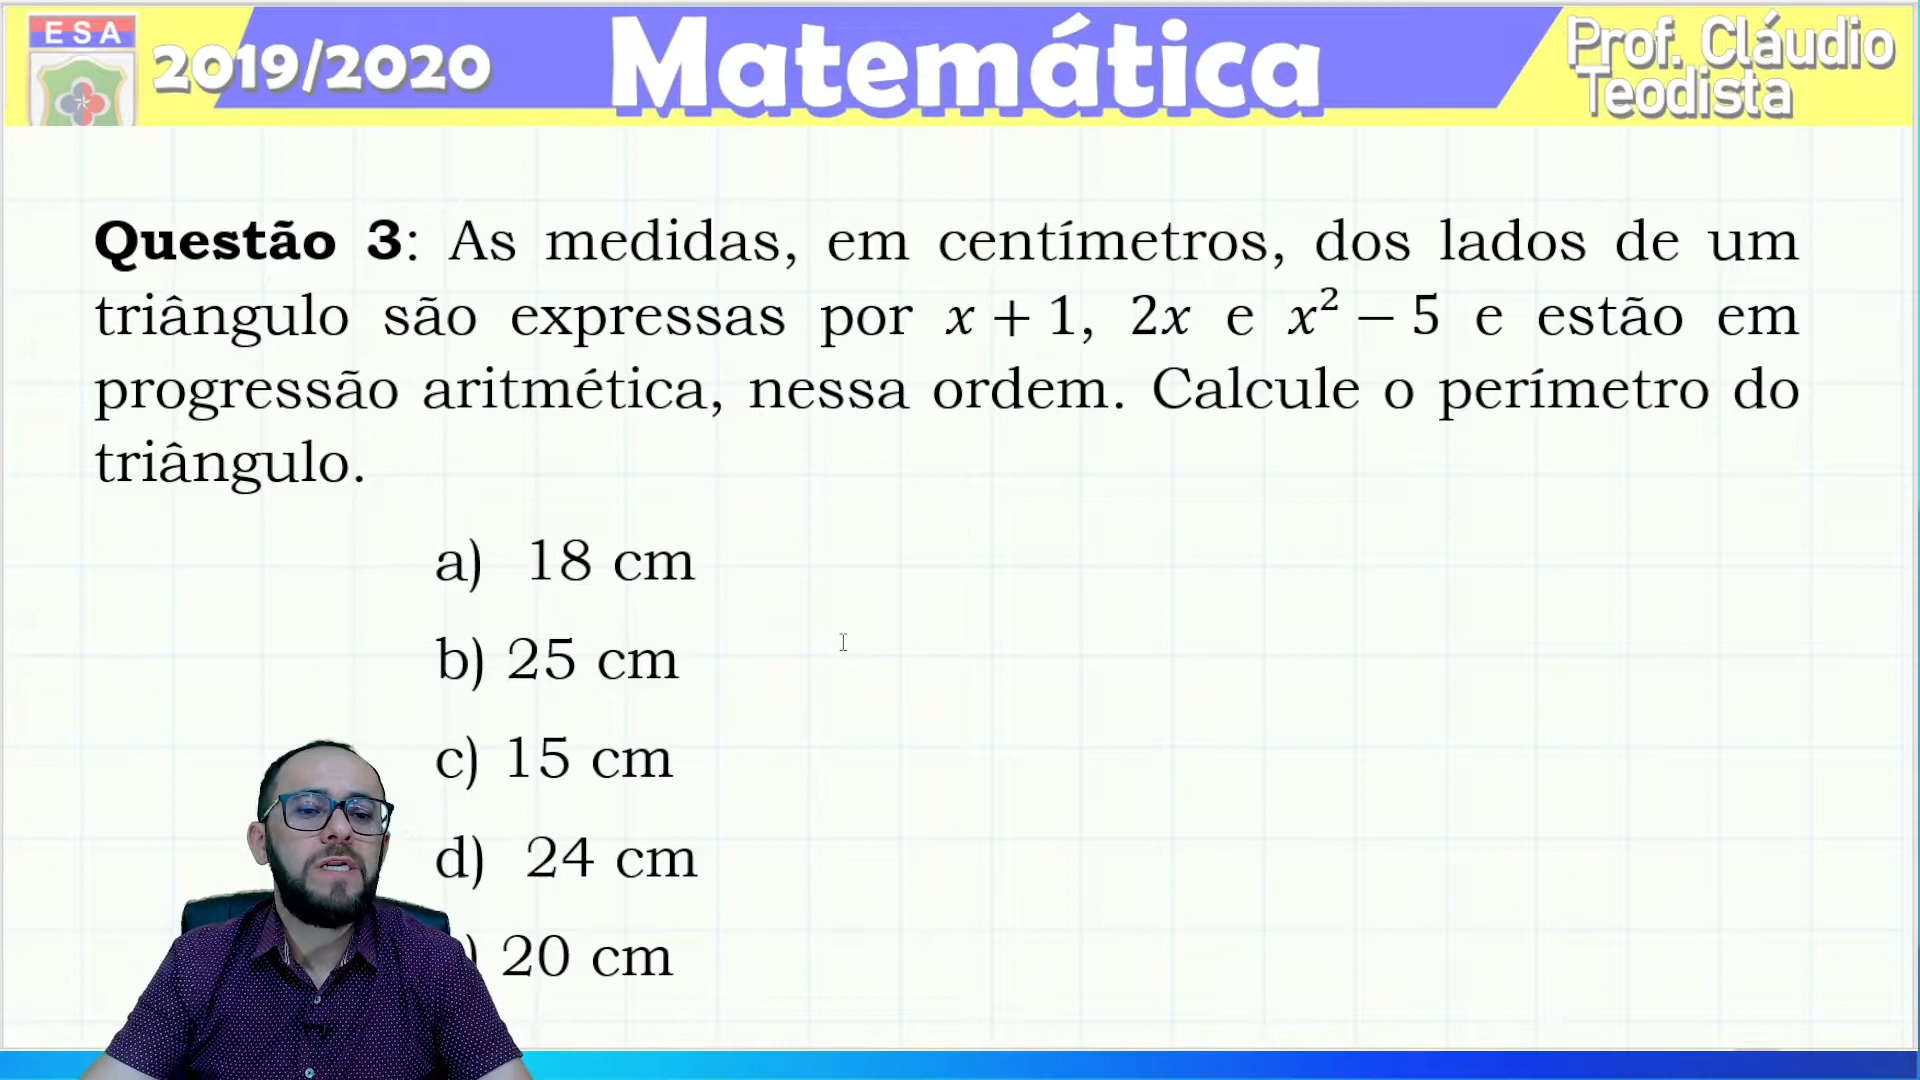 ESA
2019/2020
Matemática
Prof. Cláudio
Teodista
Questão 3: As medidas, em centímetros, dos lados de um
triângulo são expressas por x + 1, 2x e x² − 5 e estão em
progressão aritmética, nessa ordem. Calcule o perímetro do
triângulo.
a) 18 cm
b) 25 cm
c) 15 cm
d) 24 cm
) 20 cm